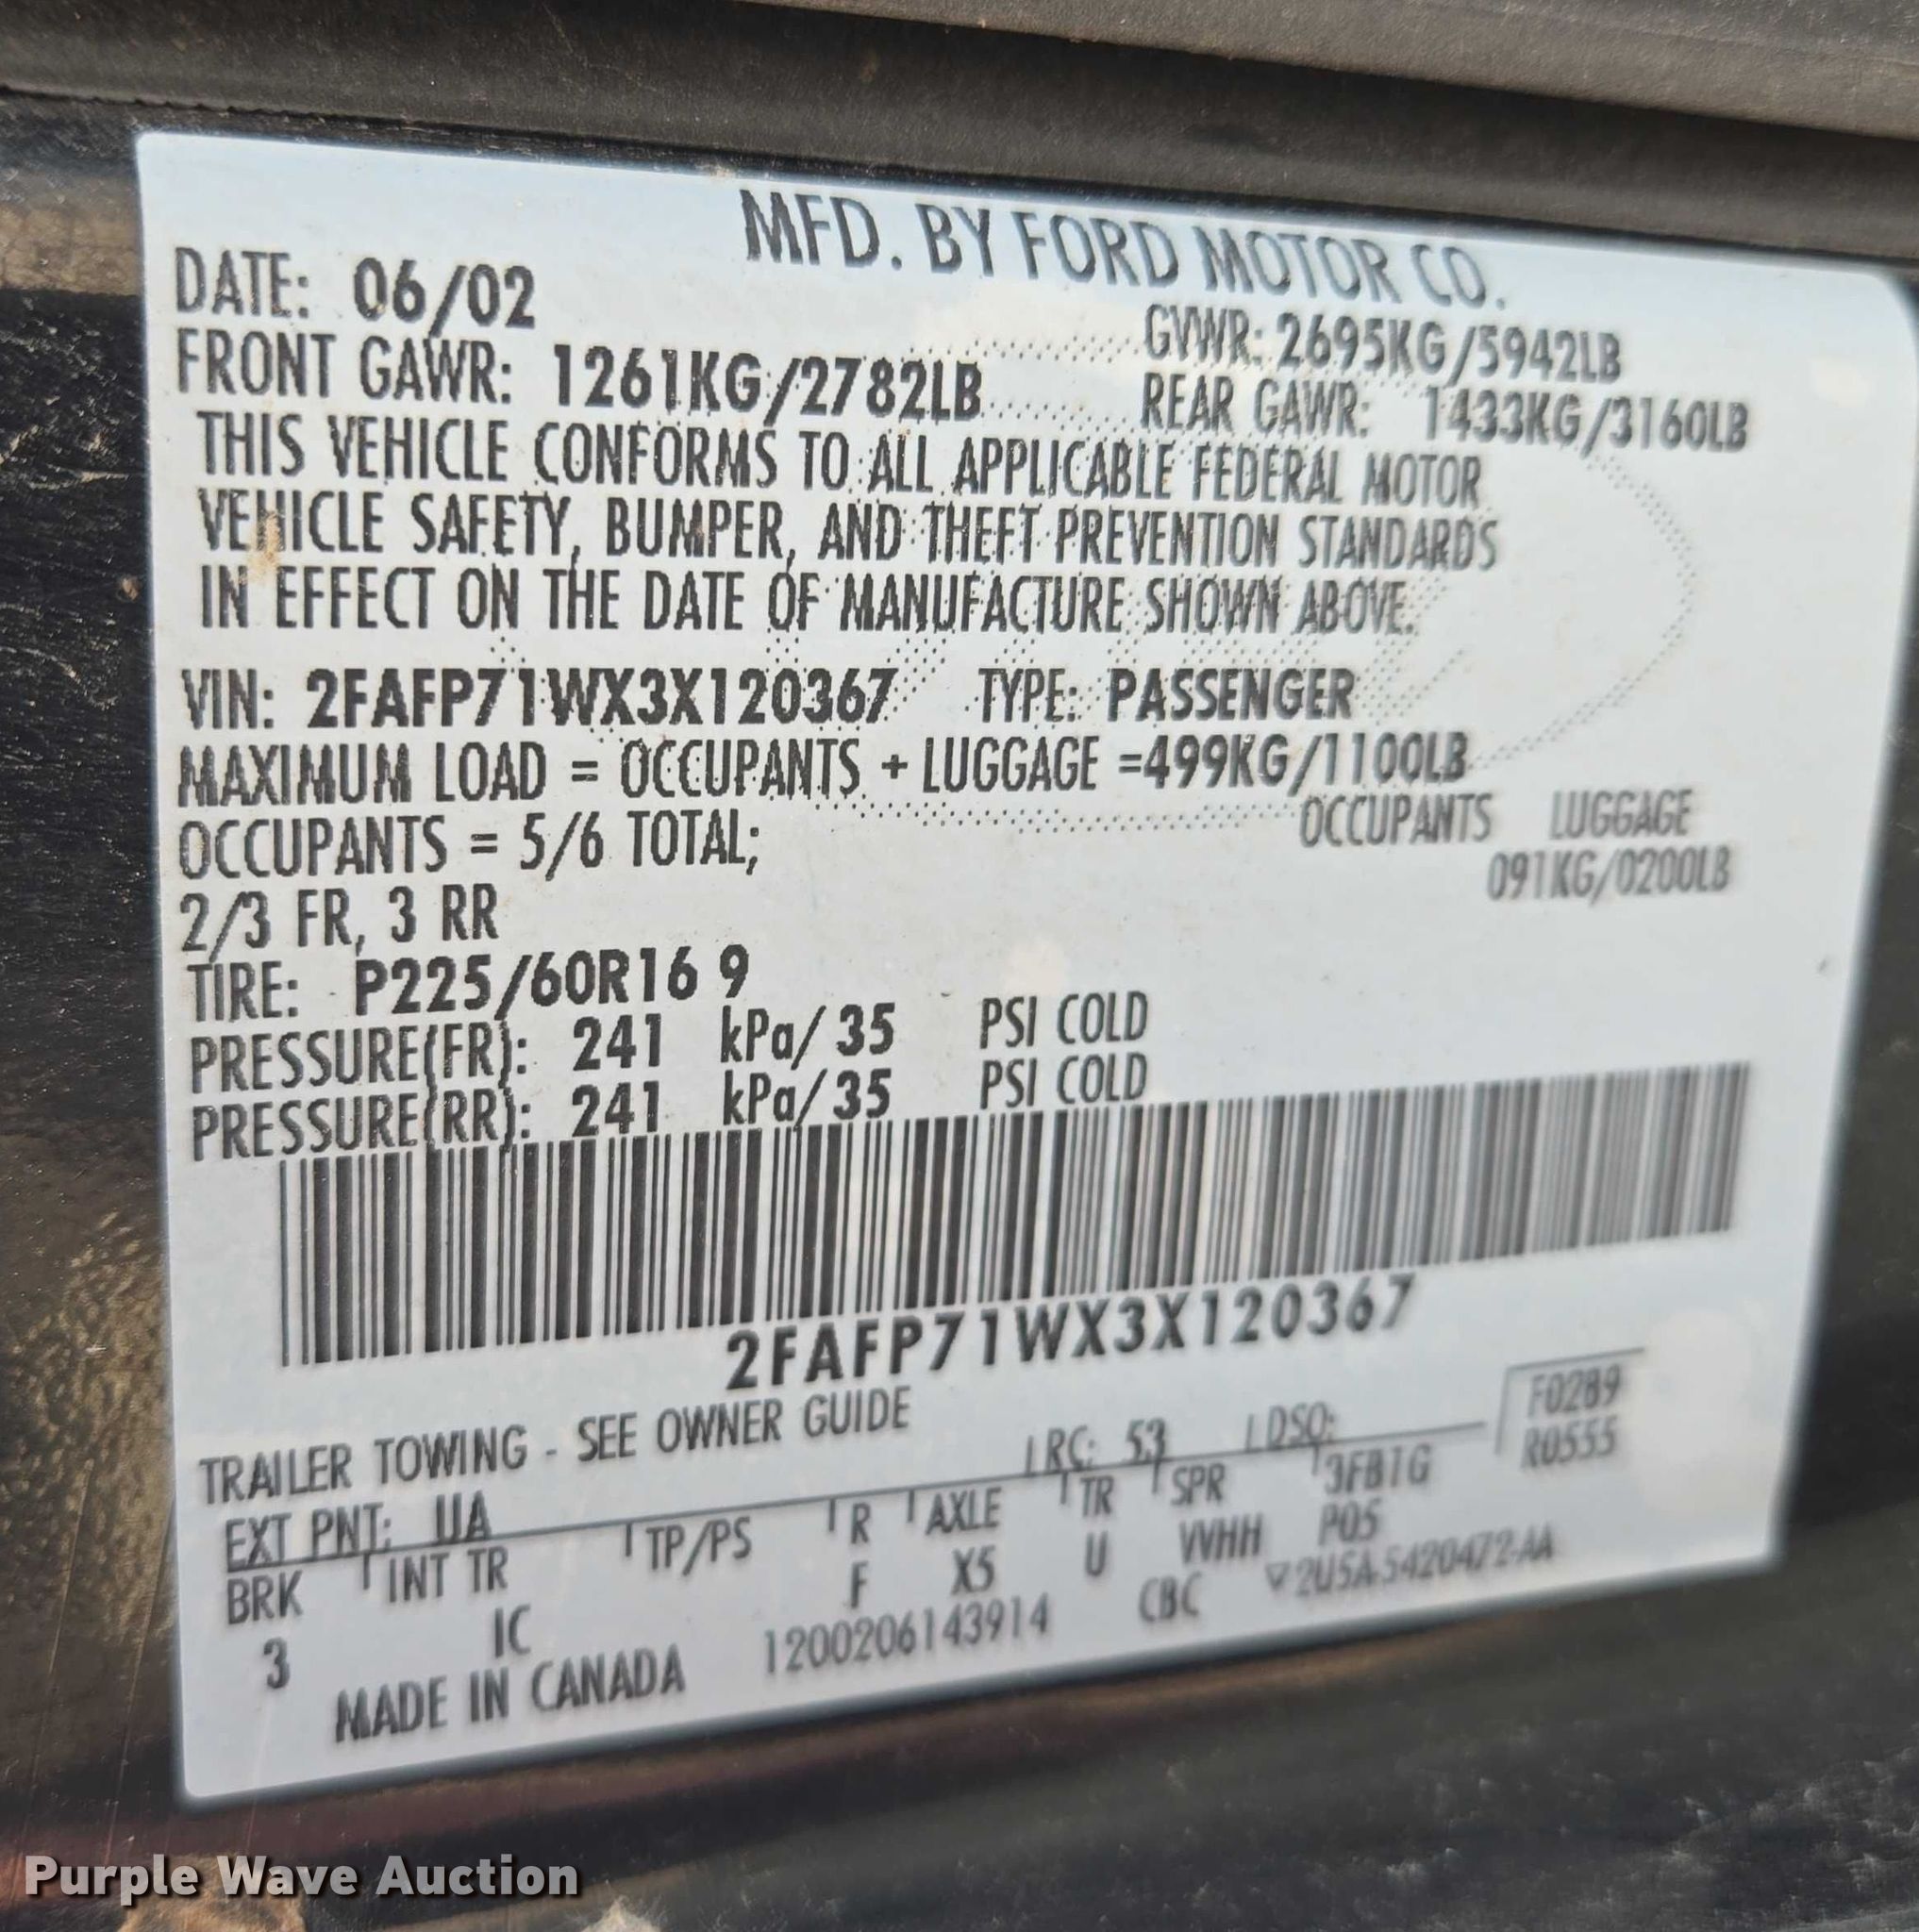 MFD. BY FORD MOTOR CO.
DATE: 06/02 GVWR: 2695KG/5942LB
FRONT GAWR: 1261KG/2782LB REAR GAWR: 1433KG/3160LB
THIS VEHICLE CONFORMS TO ALL APPLICABLE FEDERAL MOTOR
VEHICLE SAFETY, BUMPER, AND THEFT PREVENTION STANDARDS
IN EFFECT ON THE DATE OF MANUFACTURE SHOWN ABOVE.
VIN: 2FAFP71WX3X120367 TYPE: PASSENGER
MAXIMUM LOAD = OCCUPANTS + LUGGAGE =499KG/1100LB
OCCUPANTS = 5/6 TOTAL; OCCUPANTS LUGGAGE
2/3 FR, 3 RR 091KG/0200LB
TIRE: P225/60R16 9
PRESSURE(FR): 241 kPa/ 35 PSI COLD
PRESSURE(RR): 241 kPa/ 35 PSI COLD
2FAFP71WX3X120367
TRAILER TOWING - SEE OWNER GUIDE
F0289
EXT PNT: UA RC: 53 DSO: R0555
BRK INT TR TP/PS R AXLE TR SPR 3FB1G
3 IC F X5 U VVHH P05
MADE IN CANADA 1200206143914 CBC ▽2U5A-5420472-AA
Purple Wave Auction